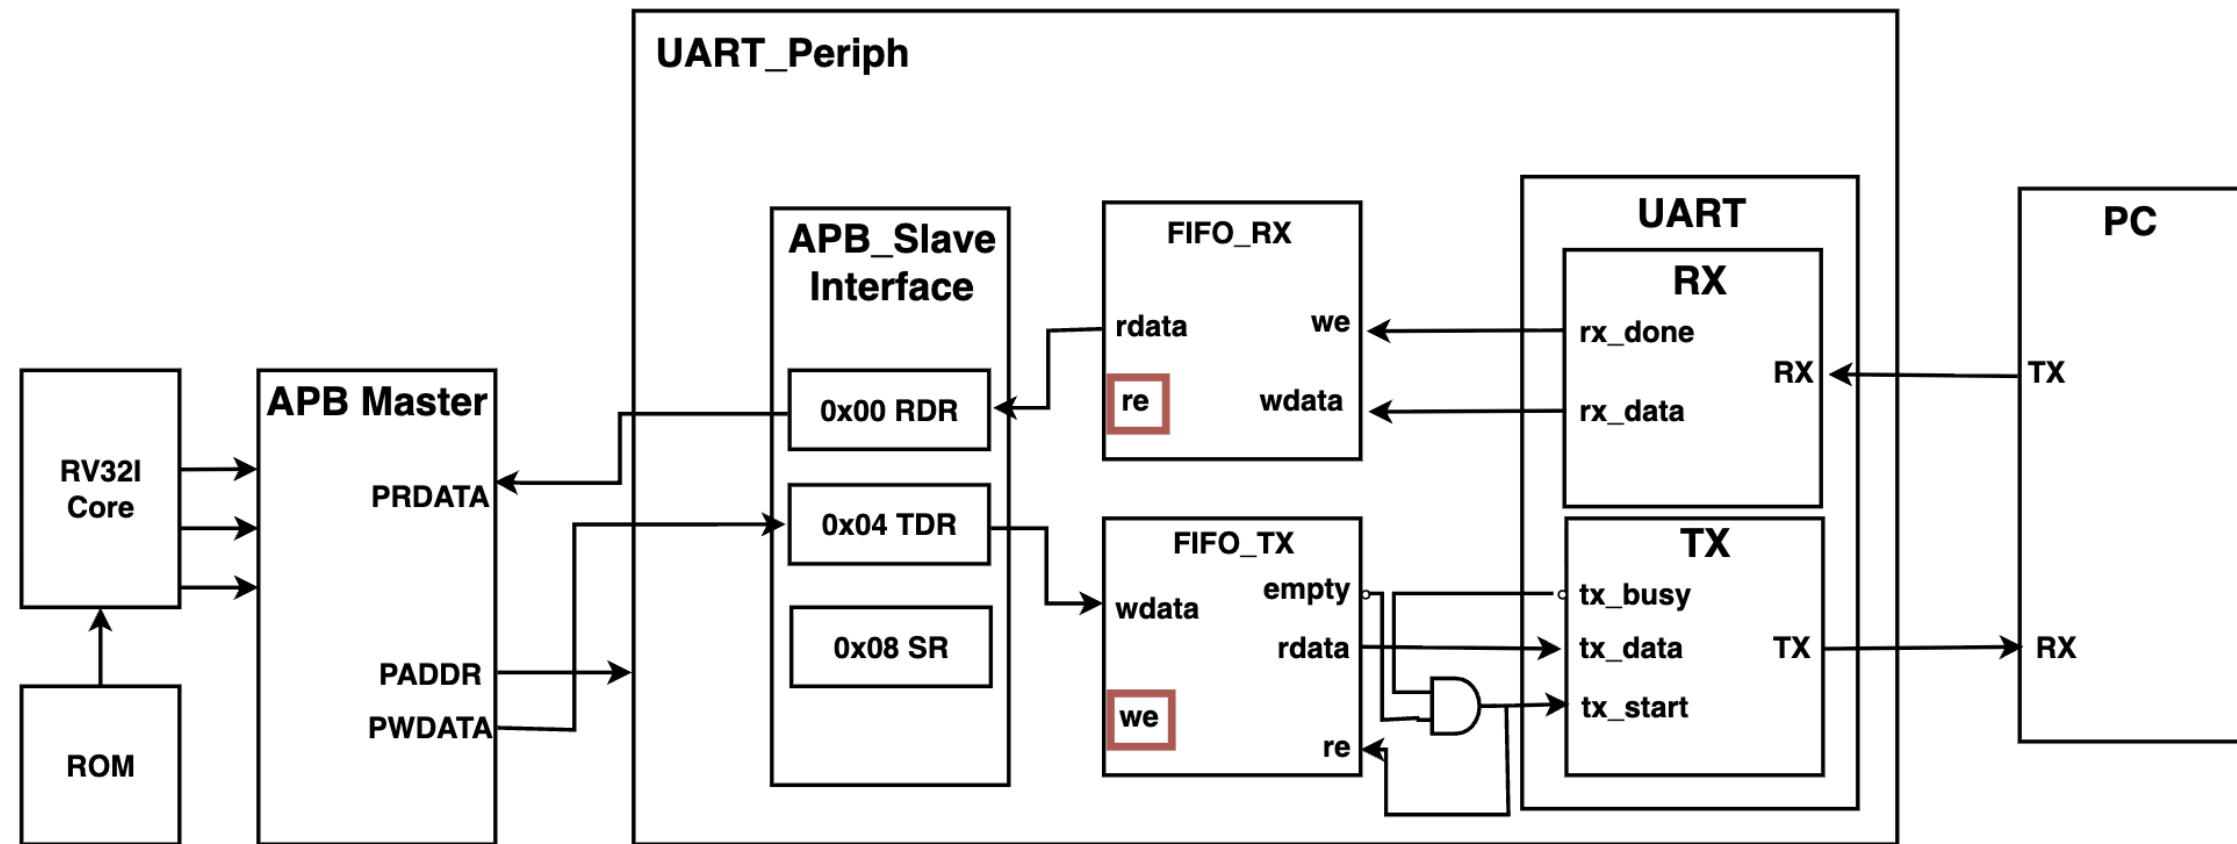 UART_Periph
RV32I
Core
ROM
APB Master
PRDATA
PADDR
PWDATA
APB_Slave
Interface
0x00 RDR
0x04 TDR
0x08 SR
FIFO_RX
rdata
we
re
wdata
FIFO_TX
empty
wdata
rdata
we
re
UART
RX
rx_done
RX
rx_data
TX
tx_busy
tx_data
TX
tx_start
PC
TX
RX